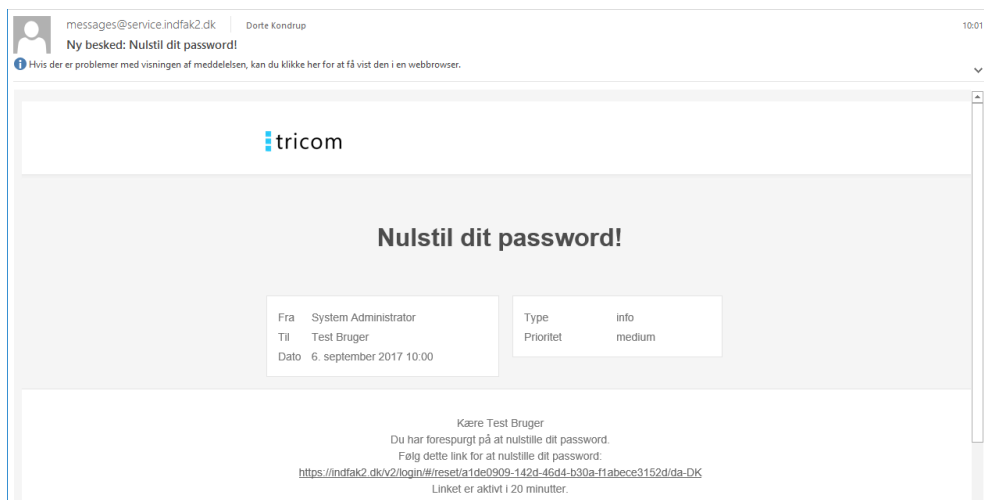 messages@service.indfak2.dk Dorte Kondrup 10:01
Ny besked: Nulstil dit password!
Hvis der er problemer med visningen af meddelelsen, kan du klikke her for at få vist den i en webbrowser.
tricom
Nulstil dit password!
Fra System Administrator
Til Test Bruger
Dato 6. september 2017 10:00
Type info
Prioritet medium
Kære Test Bruger
Du har forespurgt på at nulstille dit password.
Følg dette link for at nulstille dit password:
https://indfak2.dk/v2/login/#/reset/a1de0909-142d-46d4-b30a-f1abece3152d/da-DK
Linket er aktivt i 20 minutter.